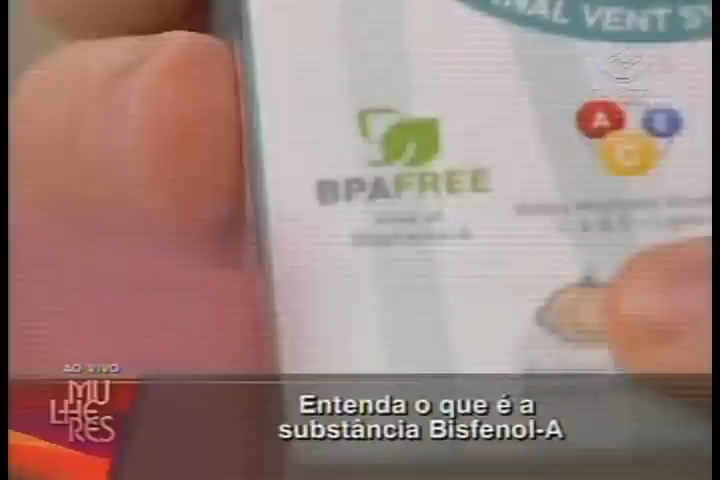 NAL VENT S
BPAFREE
A E
C
AO VIVO
MU
LHE
RES
Entenda o que é a
substância Bisfenol-A